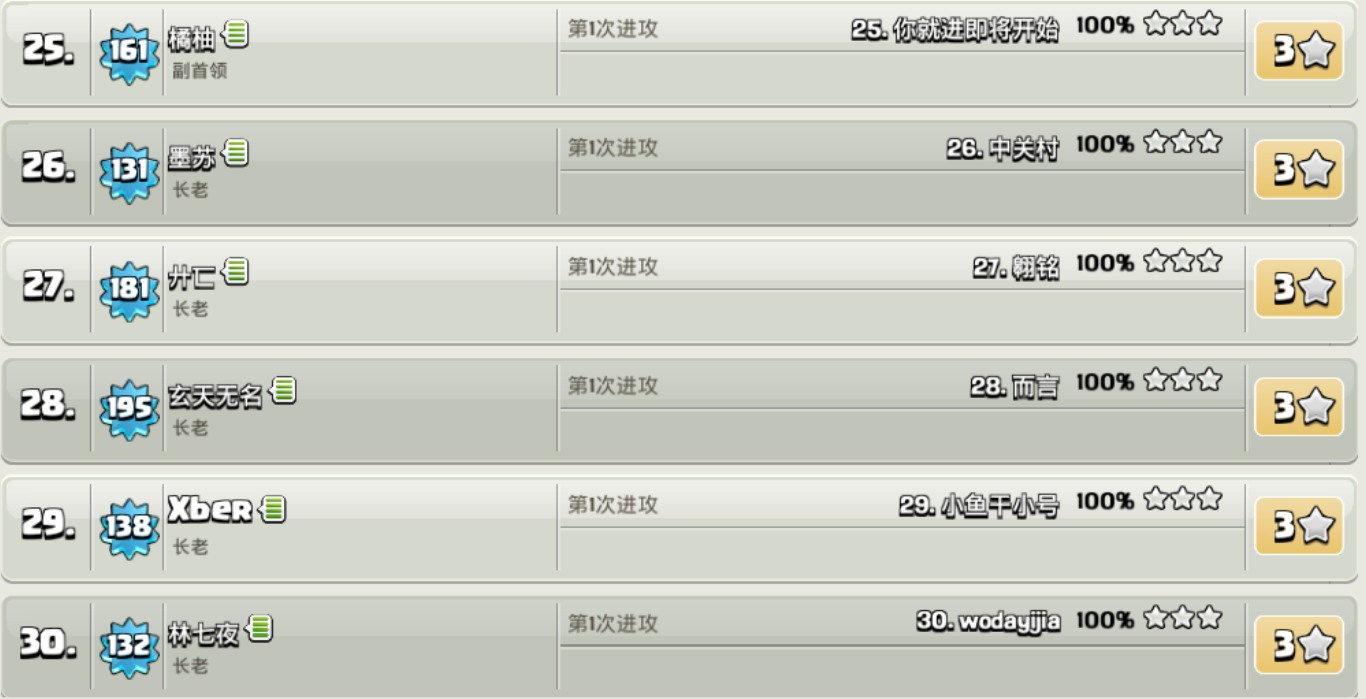 25. 161 橘柚 第1次进攻 25. 你就进即将开始 100% 3
副首领
26. 131 墨苏 第1次进攻 26. 中关村 100% 3
长老
27. 181 廾匸 第1次进攻 27. 翱铭 100% 3
长老
28. 195 玄天无名 第1次进攻 28. 而言 100% 3
长老
29. 138 Xber 第1次进攻 29. 小鱼干小号 100% 3
长老
30. 132 林七夜 第1次进攻 30. wodayijia 100% 3
长老